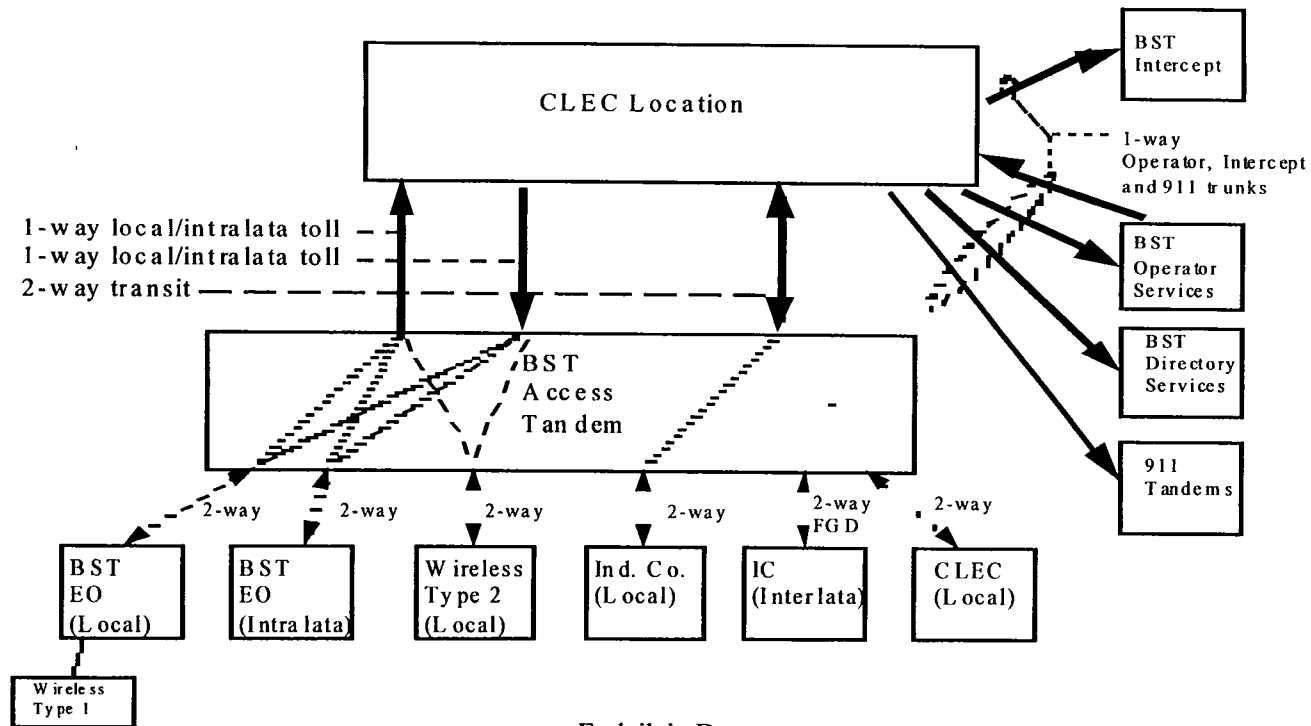 BST
Intercept
CLEC Location
1-way
Operator, Intercept
and 911 trunks
1-way local/intralata toll
1-way local/intralata toll
2-way transit
BST
Operator
Services
BST
Directory
Services
BST
Access
Tandem
911
Tandems
2-way
2-way
2-way
2-way
2-way
FGD
2-way
BST
EO
(Local)
BST
EO
(Intralata)
Wireless
Type 2
(Local)
Ind. Co.
(Local)
IC
(Interlata)
CLEC
(Local)
Wireless
Type 1